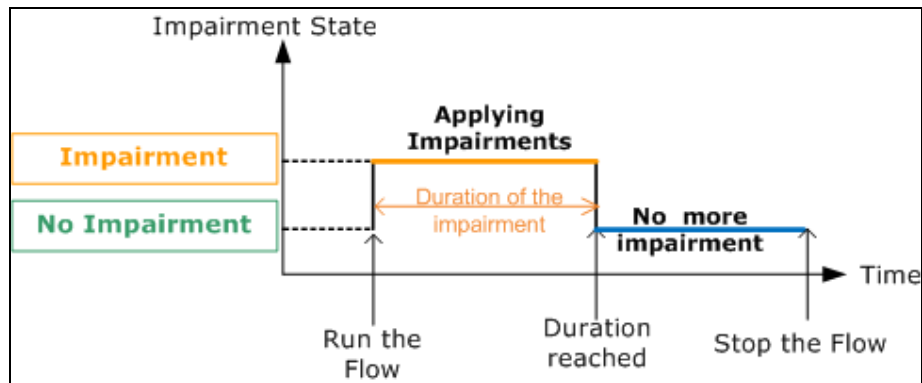 Impairment State
Applying
Impairments
Impairment
Duration of the
impairment
No Impairment
No more
impairment
Time
Run the
Flow
Duration
reached
Stop the Flow